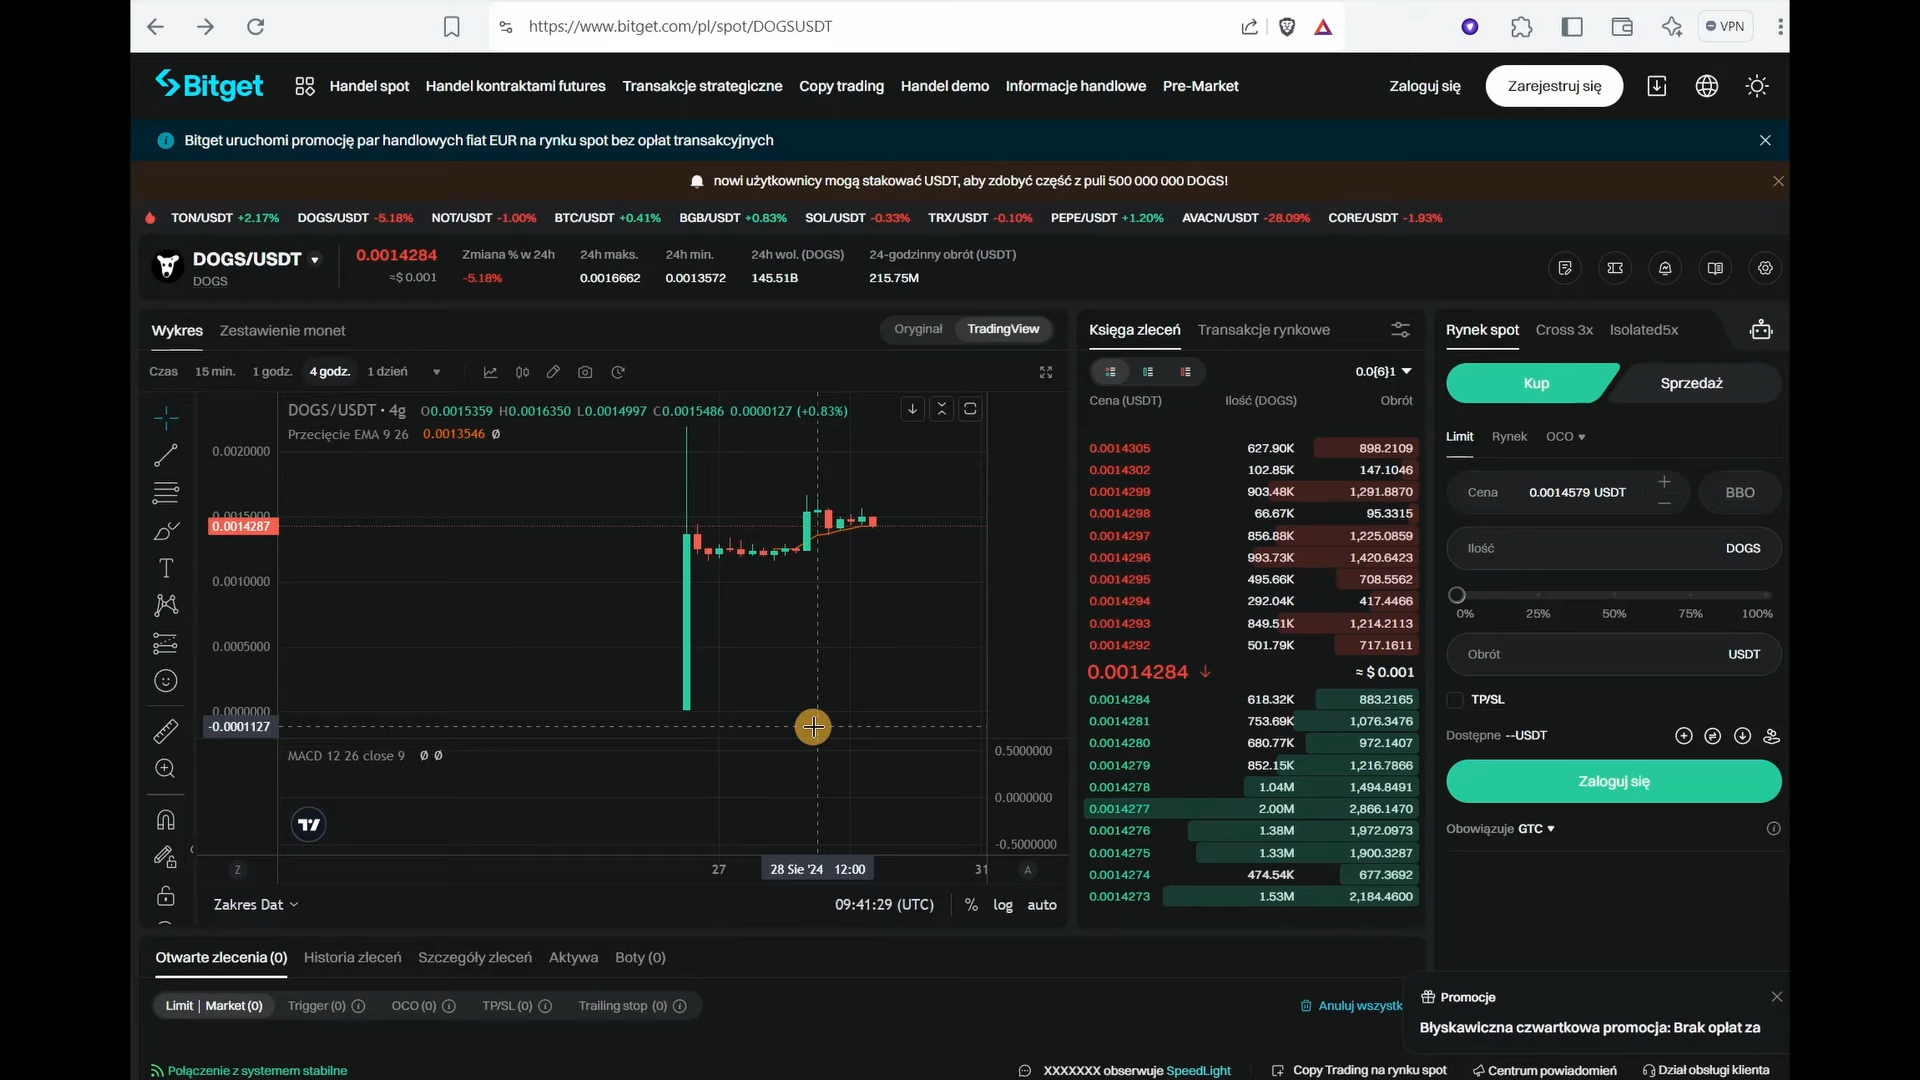 https://www.bitget.com/pl/spot/DOGSUSDT
VPN
Bitget
Handel spot Handel kontraktami futures Transakcje strategiczne Copy trading Handel demo Informacje handlowe Pre-Market
Zaloguj się Zarejestruj się
Bitget uruchomi promocję par handlowych fiat EUR na rynku spot bez opłat transakcyjnych
nowi użytkownicy mogą stakować USDT, aby zdobyć część z puli 500 000 000 DOGS!
TON/USDT +2.17% DOGS/USDT -5.18% NOT/USDT -1.00% BTC/USDT +0.41% BGB/USDT +0.83% SOL/USDT -0.33% TRX/USDT -0.10% PEPE/USDT +1.20% AVACN/USDT -28.09% CORE/USDT -1.93%
DOGS/USDT 0.0014284 Zmiana % w 24h 24h maks. 24h min. 24h wol. (DOGS) 24-godzinny obrót (USDT)
DOGS ≈$ 0.001 -5.18% 0.0016662 0.0013572 145.51B 215.75M
Wykres Zestawienie monet Oryginał TradingView
Czas 15 min. 1 godz. 4 godz. 1 dzień
DOGS/USDT • 4g O0.0015359 H0.0016350 L0.0014997 C0.0015486 0.0000127 (+0.83%)
Przecięcie EMA 9 26 0.0013546 Ø
0.0020000
0.0015000
0.0014287
0.0010000
0.0005000
0.0000000
-0.0001127
MACD 12 26 close 9 Ø Ø
0.5000000
0.0000000
-0.5000000
Z 27 28 Sie '24 12:00 31 A
Zakres Dat 09:41:29 (UTC) % log auto
Księga zleceń Transakcje rynkowe
0.0{6}1
Cena (USDT) Ilość (DOGS) Obrót
0.0014305 627.90K 898.2109
0.0014302 102.85K 147.1046
0.0014299 903.48K 1,291.8870
0.0014298 66.67K 95.3315
0.0014297 856.88K 1,225.0859
0.0014296 993.73K 1,420.6423
0.0014295 495.66K 708.5562
0.0014294 292.04K 417.4466
0.0014293 849.51K 1,214.2113
0.0014292 501.79K 717.1611
0.0014284 ↓ ≈ $ 0.001
0.0014284 618.32K 883.2165
0.0014281 753.69K 1,076.3476
0.0014280 680.77K 972.1407
0.0014279 852.15K 1,216.7866
0.0014278 1.04M 1,494.8491
0.0014277 2.00M 2,866.1470
0.0014276 1.38M 1,972.0973
0.0014275 1.33M 1,900.3287
0.0014274 474.54K 677.3692
0.0014273 1.53M 2,184.4600
Rynek spot Cross 3x Isolated5x
Kup Sprzedaż
Limit Rynek OCO
Cena 0.0014579 USDT BBO
Ilość DOGS
0% 25% 50% 75% 100%
Obrót USDT
TP/SL
Dostępne --USDT
Zaloguj się
Obowiązuje GTC
Otwarte zlecenia (0) Historia zleceń Szczegóły zleceń Aktywa Boty (0)
Limit | Market (0) Trigger (0) OCO (0) TP/SL (0) Trailing stop (0)
Anuluj wszystk
Promocje
Błyskawiczna czwartkowa promocja: Brak opłat za
Połączenie z systemem stabilne
XXXXXXX obserwuje SpeedLight Copy Trading na rynku spot Centrum powiadomień Dział obsługi klienta